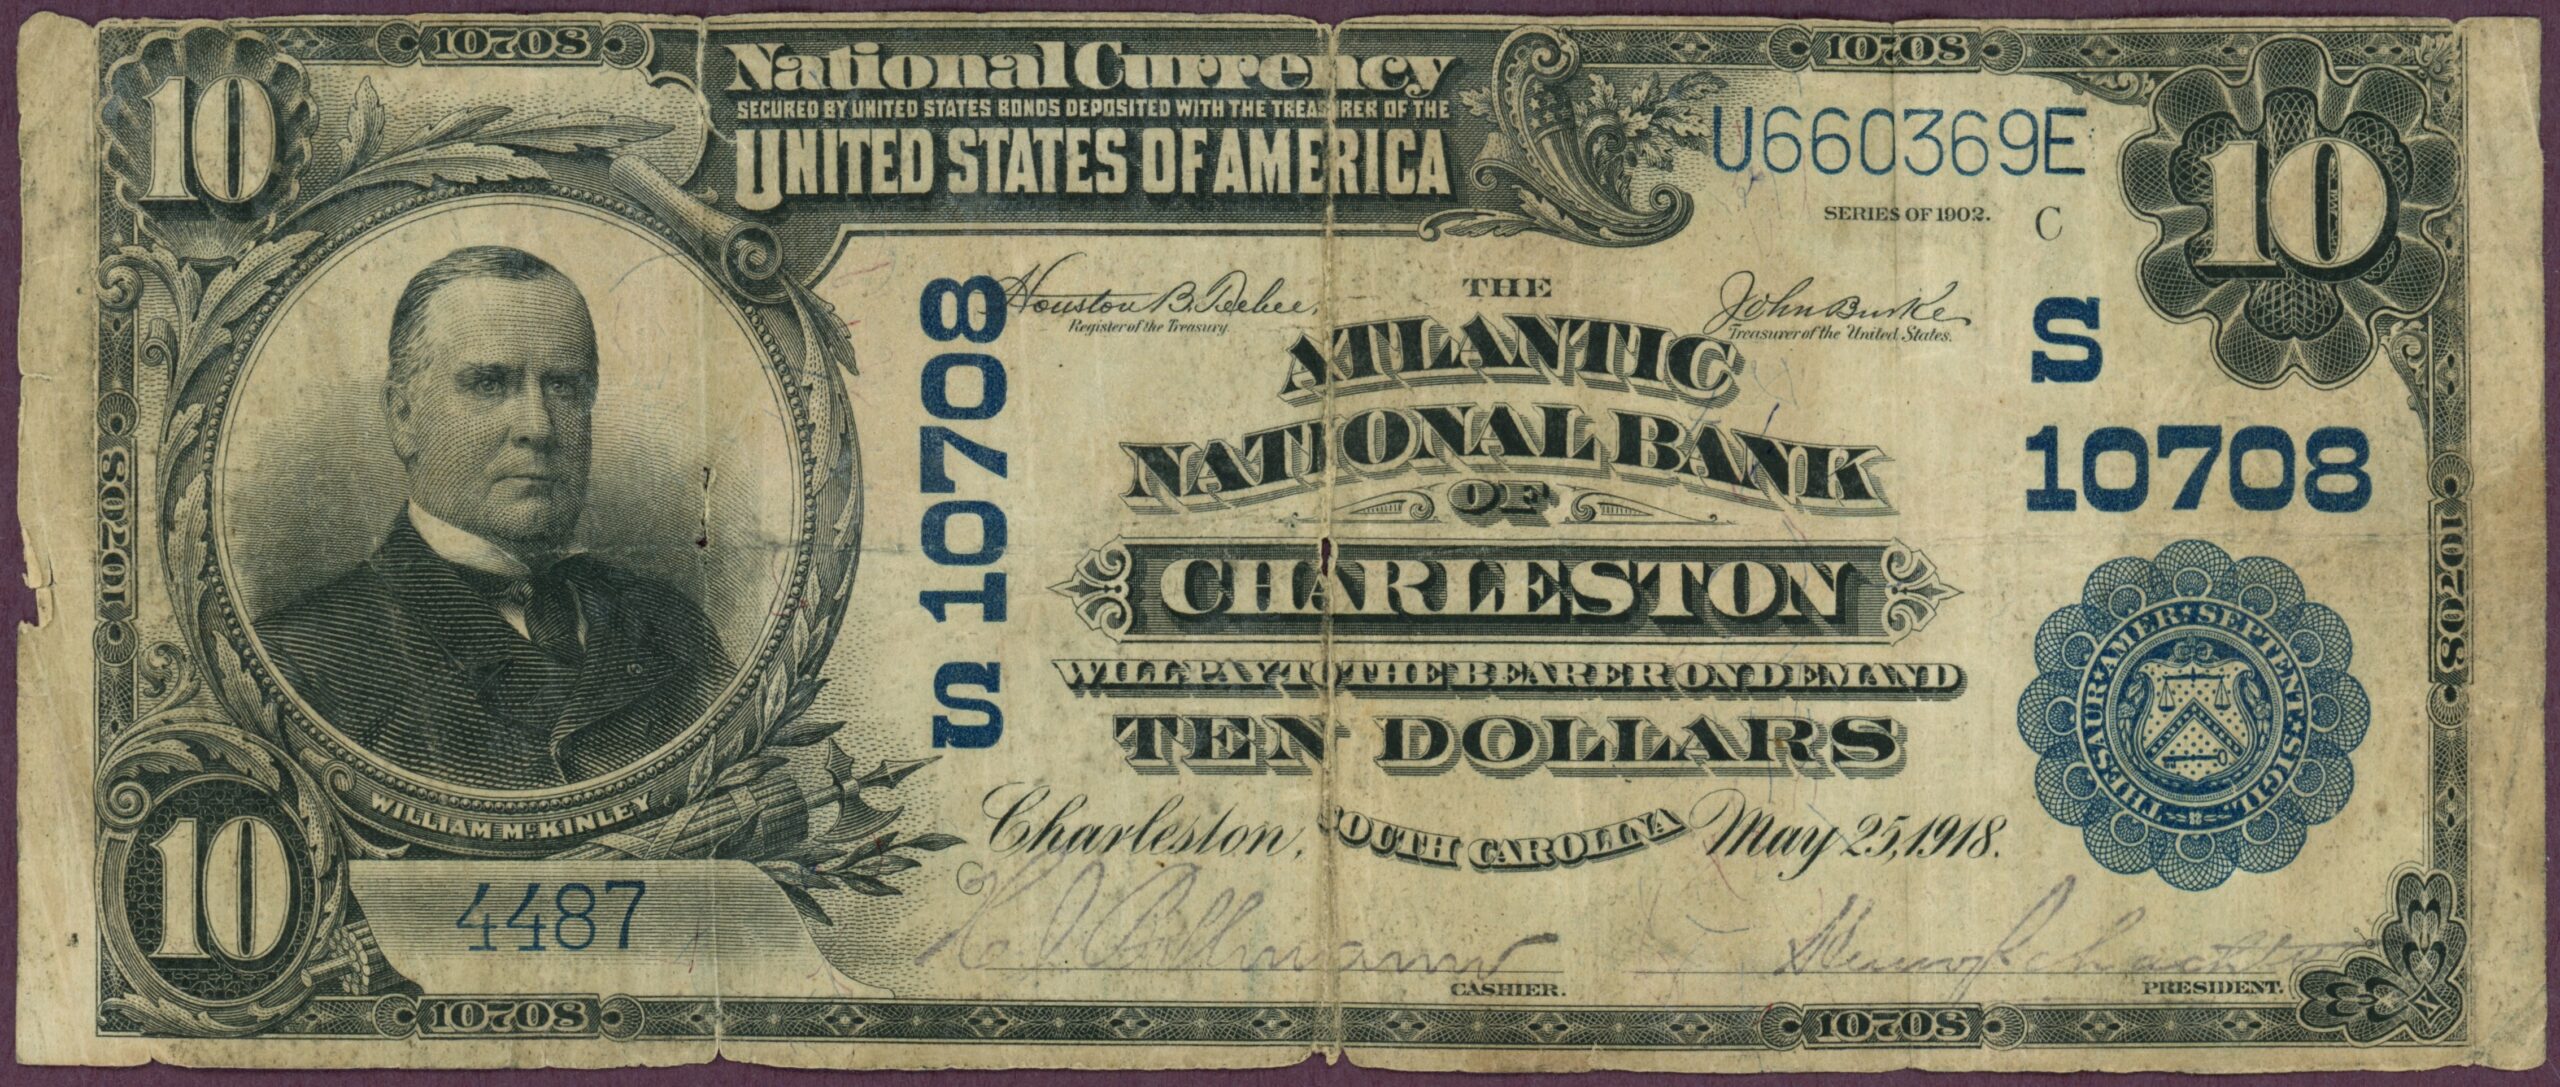 10708
10708
10
National Currency
SECURED BY UNITED STATES BONDS DEPOSITED WITH THE TREASURER OF THE
UNITED STATES OF AMERICA
U660369E
SERIES OF 1902.
C
10
Houston B. Teehee,
Register of the Treasury.
THE
John Burke
Treasurer of the United States.
ATLANTIC
NATIONAL BANK
OF
CHARLESTON
WILL PAY TO THE BEARER ON DEMAND
TEN DOLLARS
Charleston, SOUTH CAROLINA May 25, 1918.
S 10708
S
10708
10708
10708
THESAUR. AMER. SEPTENT. SIGIL.
WILLIAM McKINLEY
10
4487
CASHIER.
PRESIDENT.
10708
10708